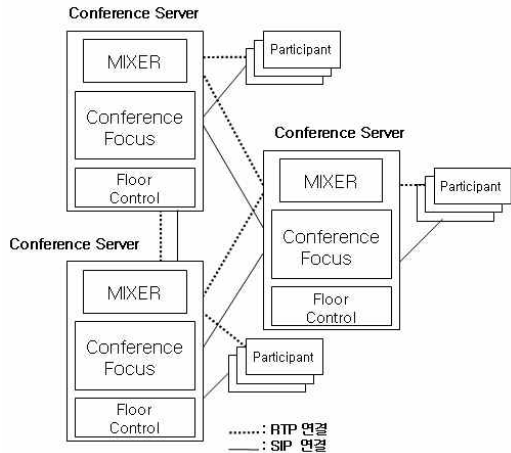 Conference Server
MIXER
Conference
Focus
Floor
Control
Participant
Conference Server
MIXER
Conference
Focus
Floor
Control
Participant
Conference Server
MIXER
Conference
Focus
Floor
Control
Participant
: RTP 연결
: SIP 연결